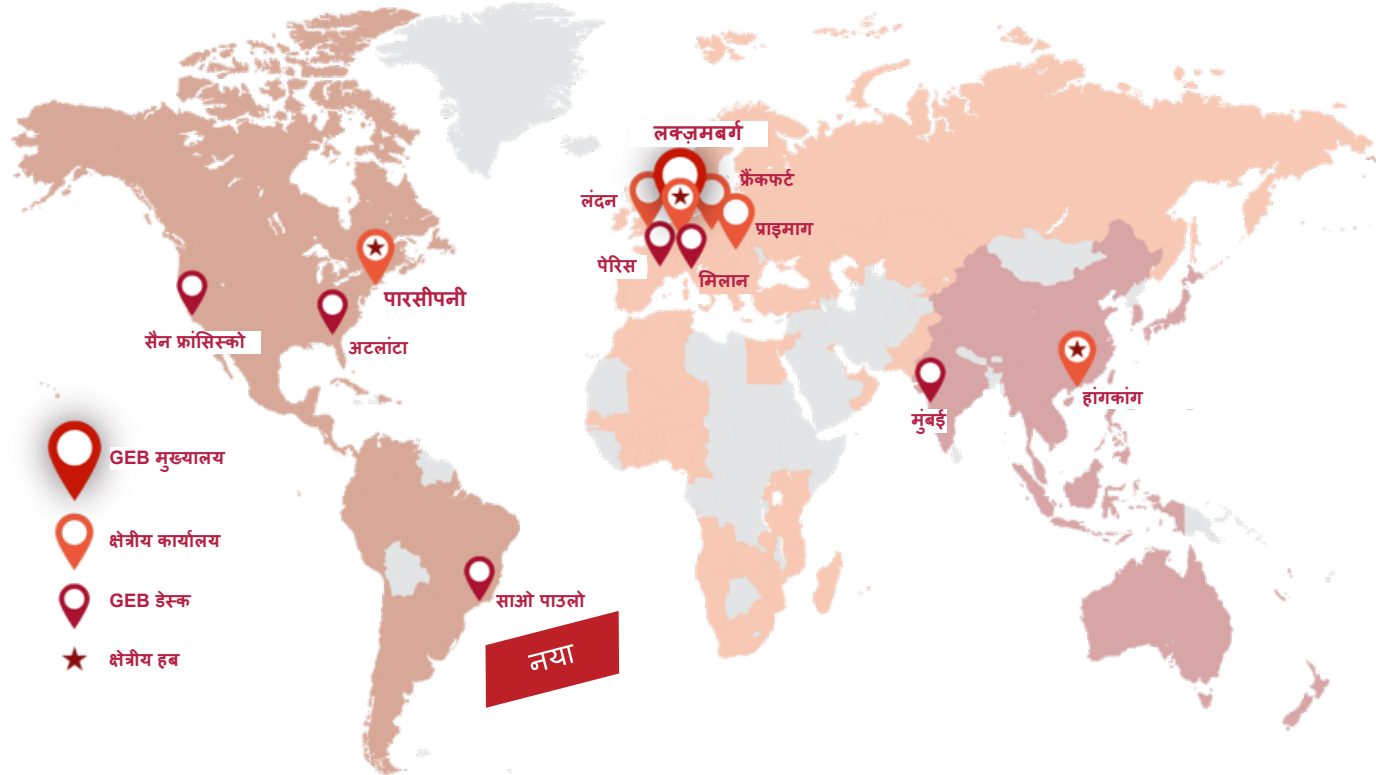 लक्ज़मबर्ग
फ्रैंकफर्ट
लंदन
प्राइमाग
पेरिस
मिलान
पारसीपनी
सैन फ्रांसिस्को
अटलांटा
हांगकांग
मुंबई
GEB मुख्यालय
क्षेत्रीय कार्यालय
GEB डेस्क
साओ पाउलो
नया
क्षेत्रीय हब